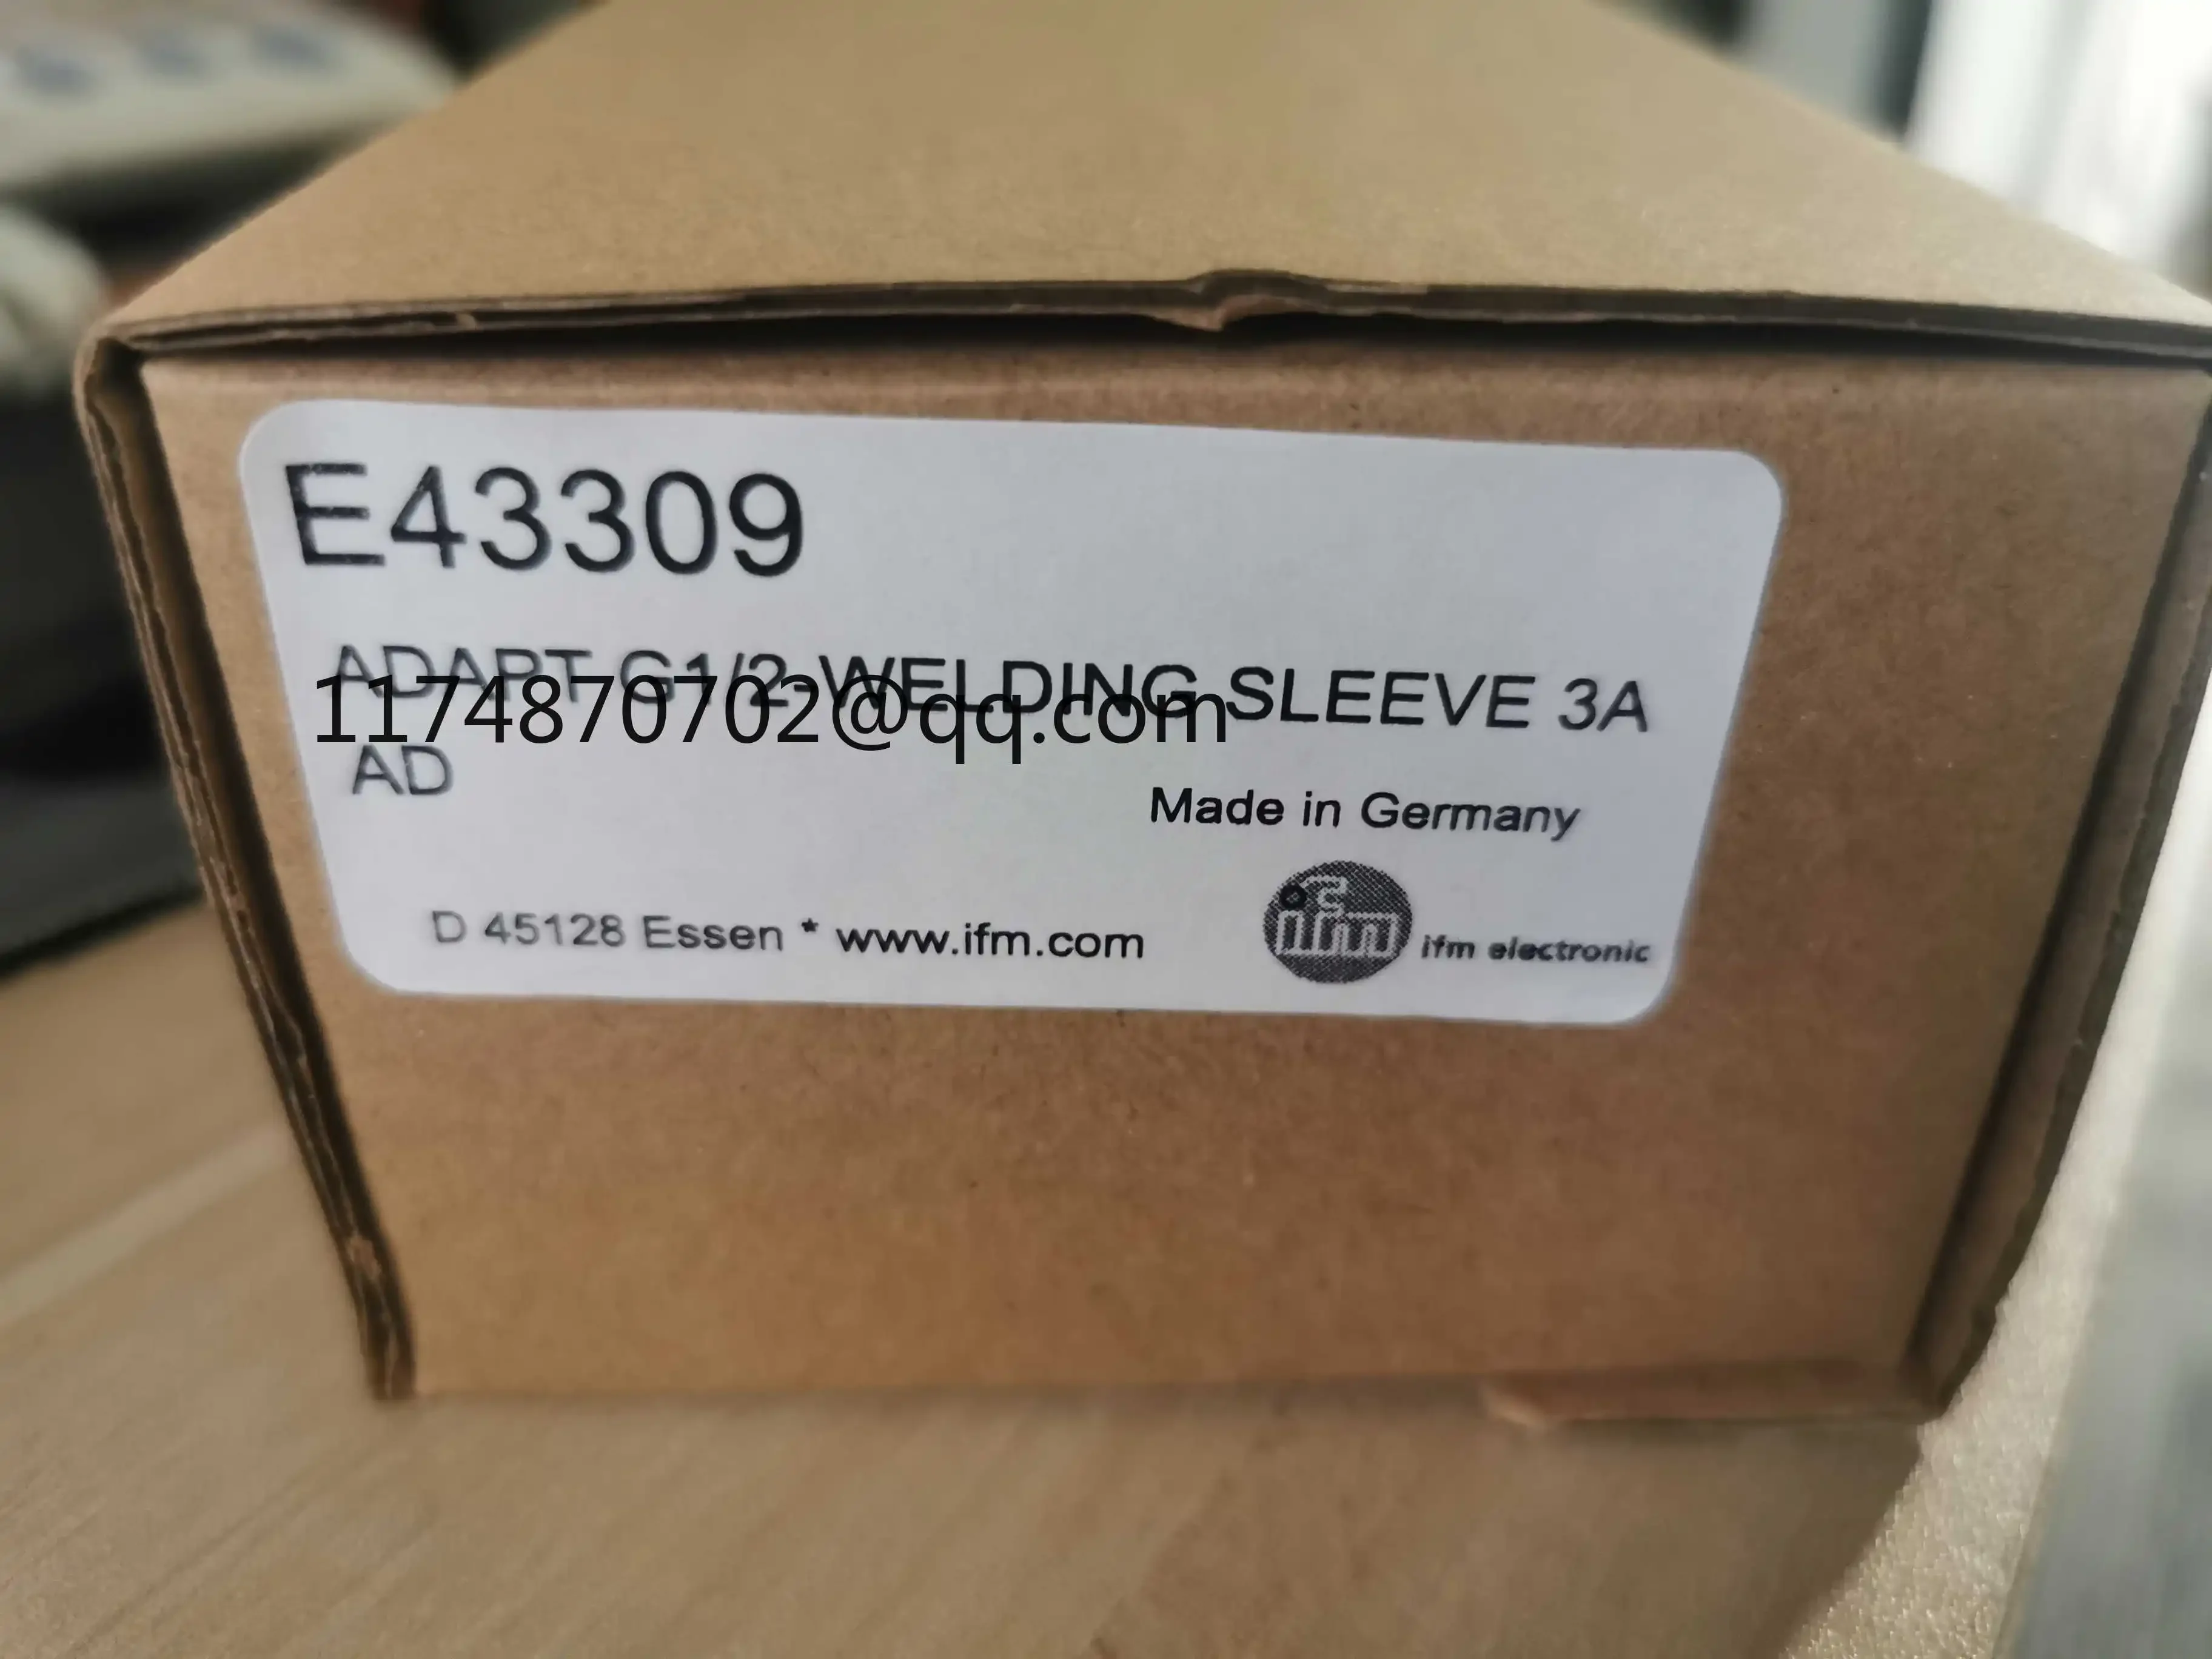 E43309
ADAPT G1/2-WELDING SLEEVE 3A
1174870702@qq.com
AD
Made in Germany
D 45128 Essen * www.ifm.com
ifm
ifm electronic